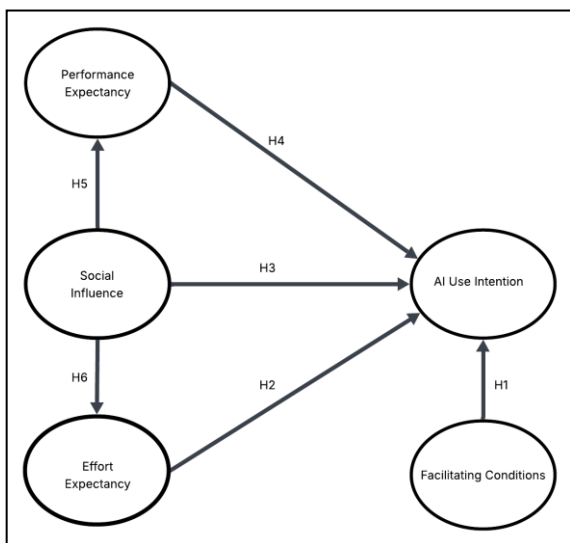 Performance
Expectancy
H4
H5
Social
Influence
H3
AI Use Intention
H6
H2
H1
Effort
Expectancy
Facilitating Conditions